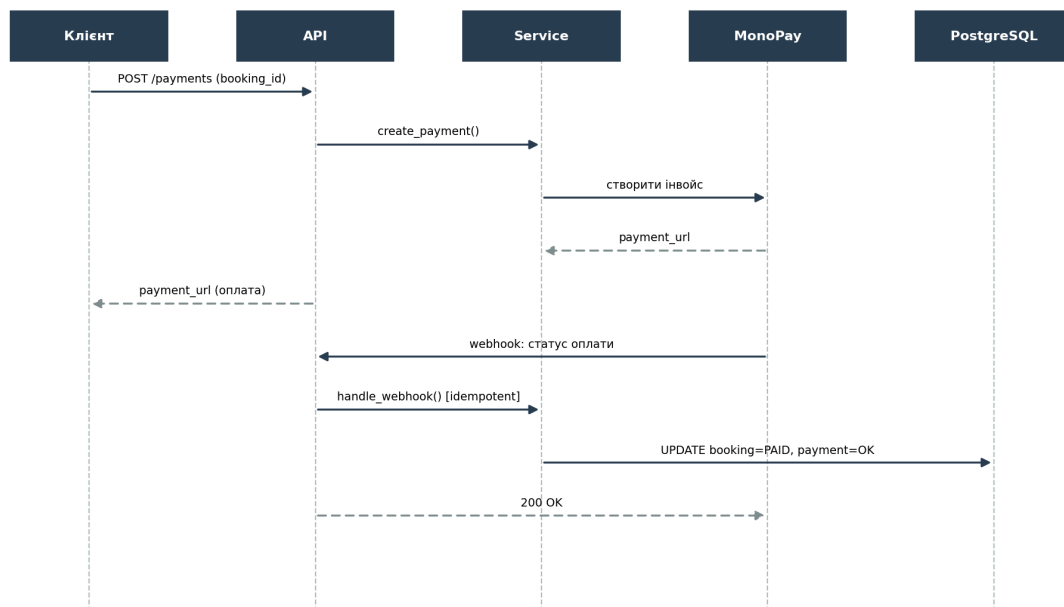 Клієнт
API
Service
MonoPay
PostgreSQL
POST /payments (booking_id)
create_payment()
створити інвойс
payment_url
payment_url (оплата)
webhook: статус оплати
handle_webhook() [idempotent]
UPDATE booking=PAID, payment=OK
200 OK